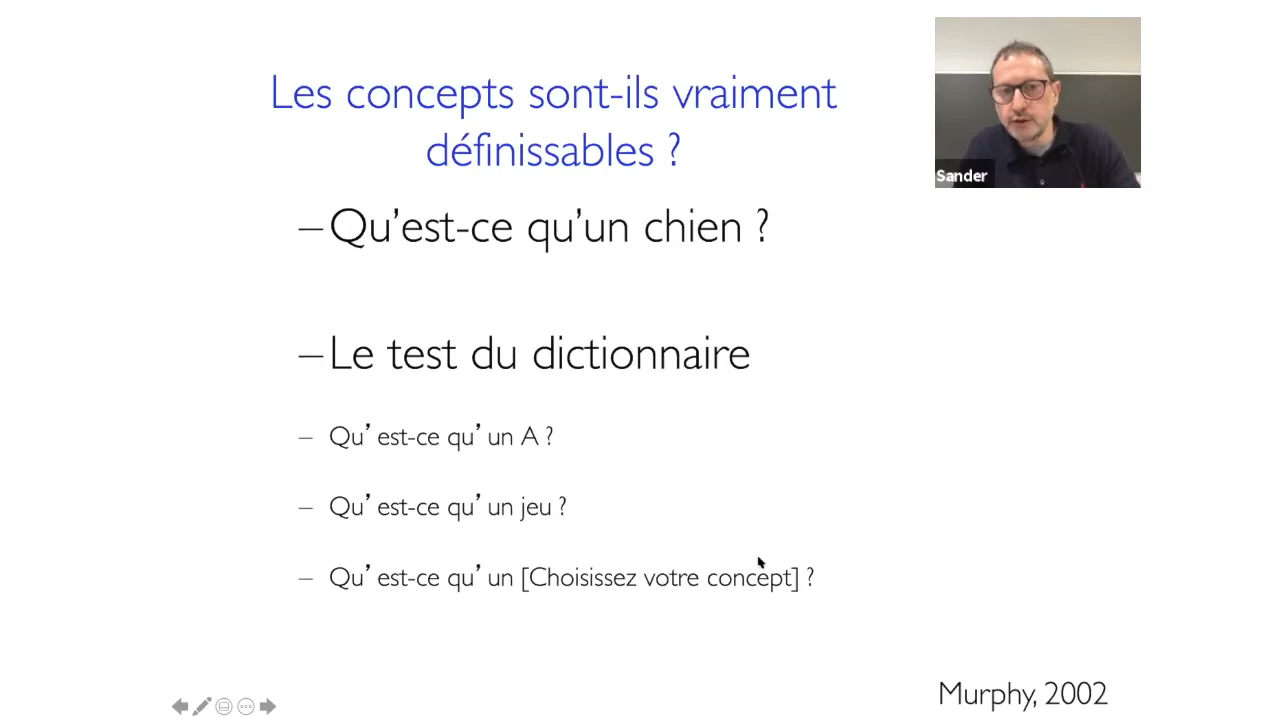 Les concepts sont-ils vraiment
définissables ?
Sander
–Qu’est-ce qu’un chien ?
–Le test du dictionnaire
– Qu’ est-ce qu’ un A ?
– Qu’ est-ce qu’ un jeu ?
– Qu’ est-ce qu’ un [Choisissez votre concept] ?
Murphy, 2002